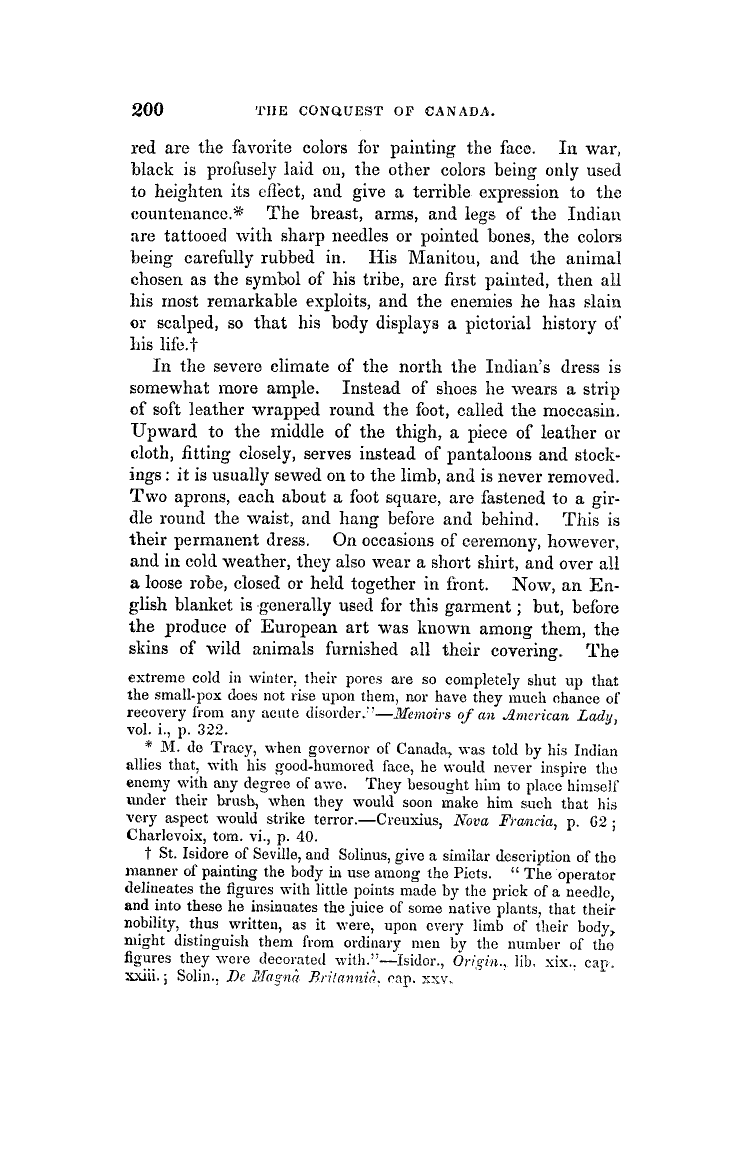 200 THE CONQUEST OF CANADA.
red are the favorite colors for painting the face. In war,
black is profusely laid on, the other colors being only used
to heighten its effect, and give a terrible expression to the
countenance.* The breast, arms, and legs of the Indian
are tattooed with sharp needles or pointed bones, the colors
being carefully rubbed in. His Manitou, and the animal
chosen as the symbol of his tribe, are first painted, then all
his most remarkable exploits, and the enemies he has slain
or scalped, so that his body displays a pictorial history of
his life.†
In the severe climate of the north the Indian's dress is
somewhat more ample. Instead of shoes he wears a strip
of soft leather wrapped round the foot, called the moccasin.
Upward to the middle of the thigh, a piece of leather or
cloth, fitting closely, serves instead of pantaloons and stock-
ings : it is usually sewed on to the limb, and is never removed.
Two aprons, each about a foot square, are fastened to a gir-
dle round the waist, and hang before and behind. This is
their permanent dress. On occasions of ceremony, however,
and in cold weather, they also wear a short shirt, and over all
a loose robe, closed or held together in front. Now, an En-
glish blanket is generally used for this garment ; but, before
the produce of European art was known among them, the
skins of wild animals furnished all their covering. The
extreme cold in winter, their pores are so completely shut up that
the small-pox does not rise upon them, nor have they much chance of
recovery from any acute disorder."—Memoirs of an American Lady,
vol. i., p. 322.
* M. de Tracy, when governor of Canada, was told by his Indian
allies that, with his good-humored face, he would never inspire the
enemy with any degree of awe. They besought him to place himself
under their brush, when they would soon make him such that his
very aspect would strike terror.—Creuxius, Nova Francia, p. 62 ;
Charlevoix, tom. vi., p. 40.
† St. Isidore of Seville, and Solinus, give a similar description of the
manner of painting the body in use among the Picts. " The operator
delineates the figures with little points made by the prick of a needle,
and into these he insinuates the juice of some native plants, that their
nobility, thus written, as it were, upon every limb of their body,
might distinguish them from ordinary men by the number of the
figures they were decorated with."—Isidor., Origin., lib. xix., cap.
xxiii. ; Solin., De Magnâ Britanniâ, cap. xxv.